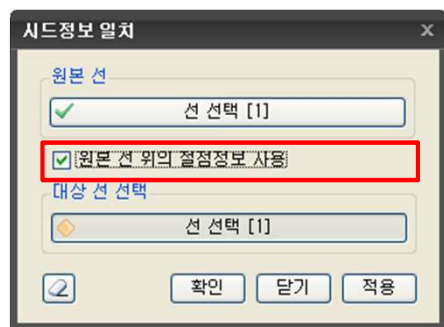 시드정보 일치
원본 선
선 선택 [1]
원본 선 위의 절점정보 사용
대상 선 선택
선 선택 [1]
확인 닫기 적용